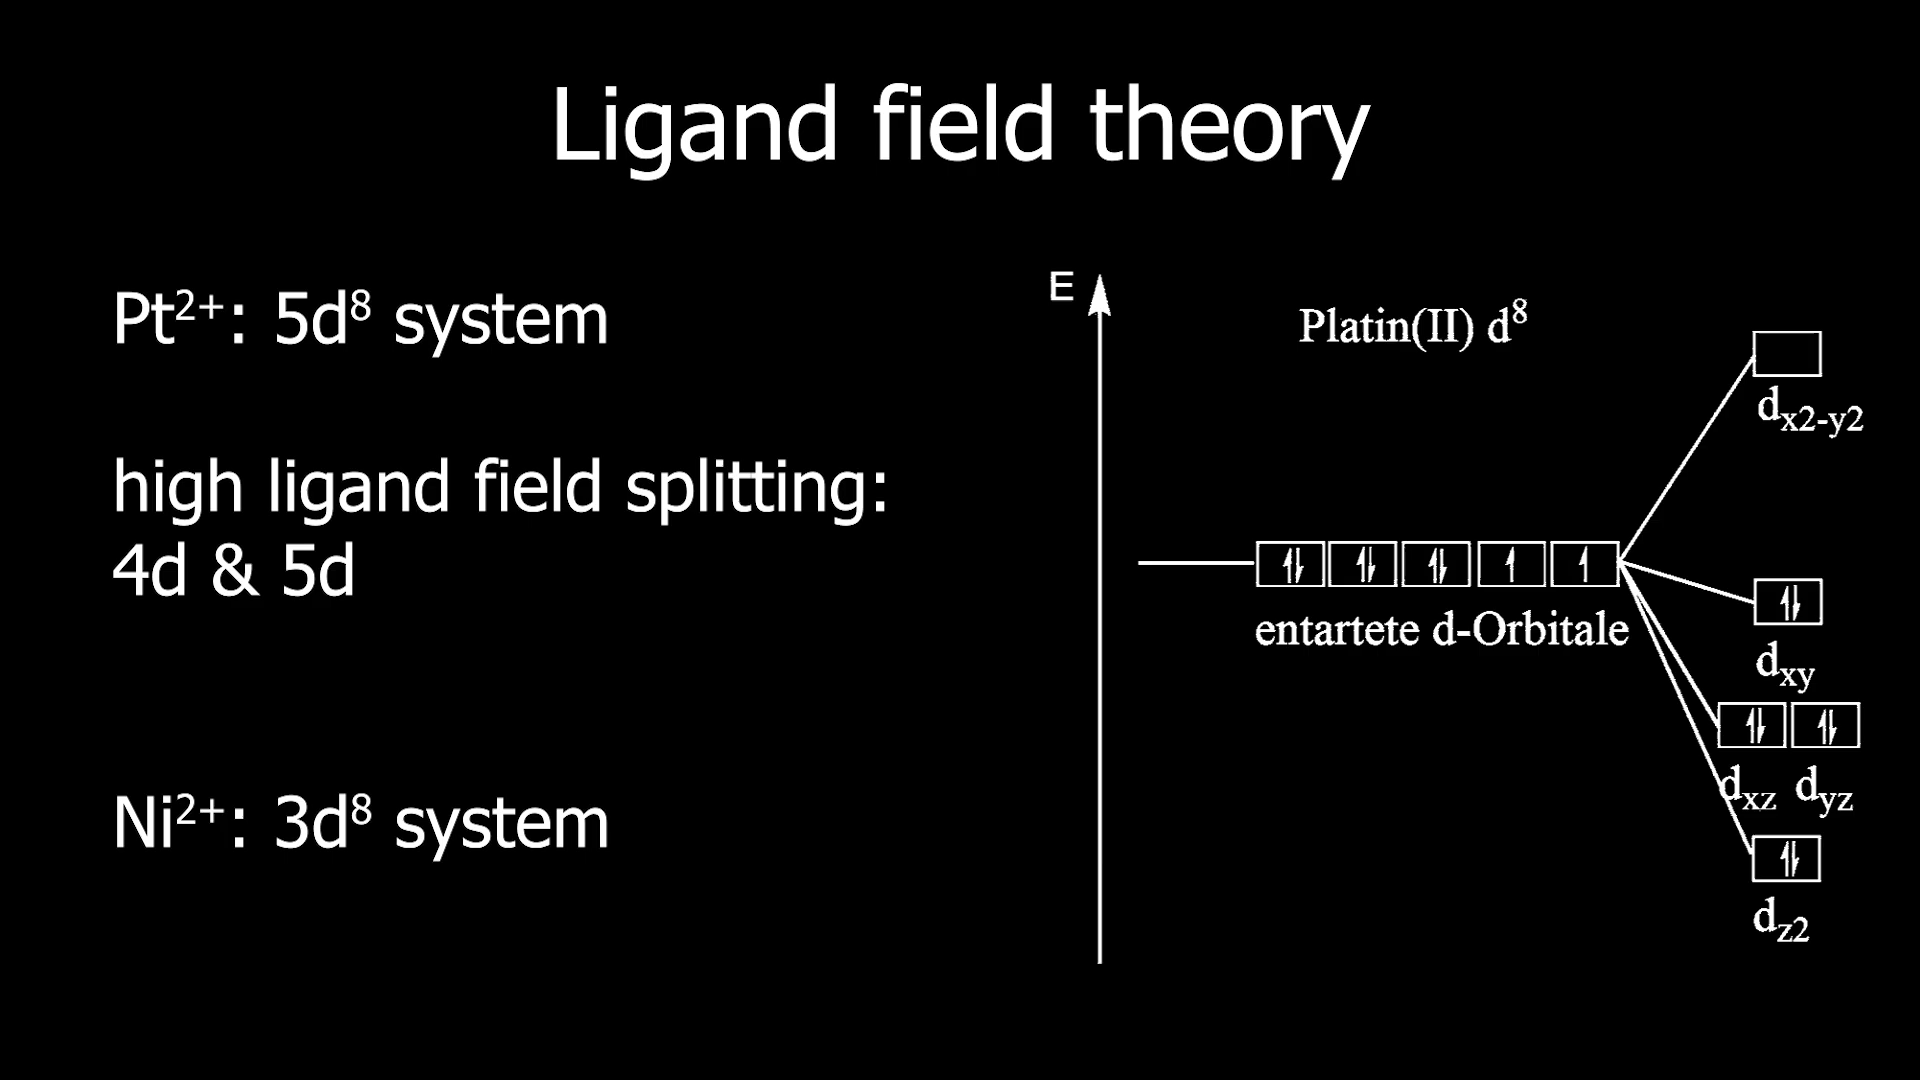 Ligand field theory
Pt²⁺: 5d⁸ system
high ligand field splitting:
4d & 5d
Ni²⁺: 3d⁸ system
E
Platin(II) d⁸
dx2-y2
entartete d-Orbitale
dxy
dxz dyz
dz2